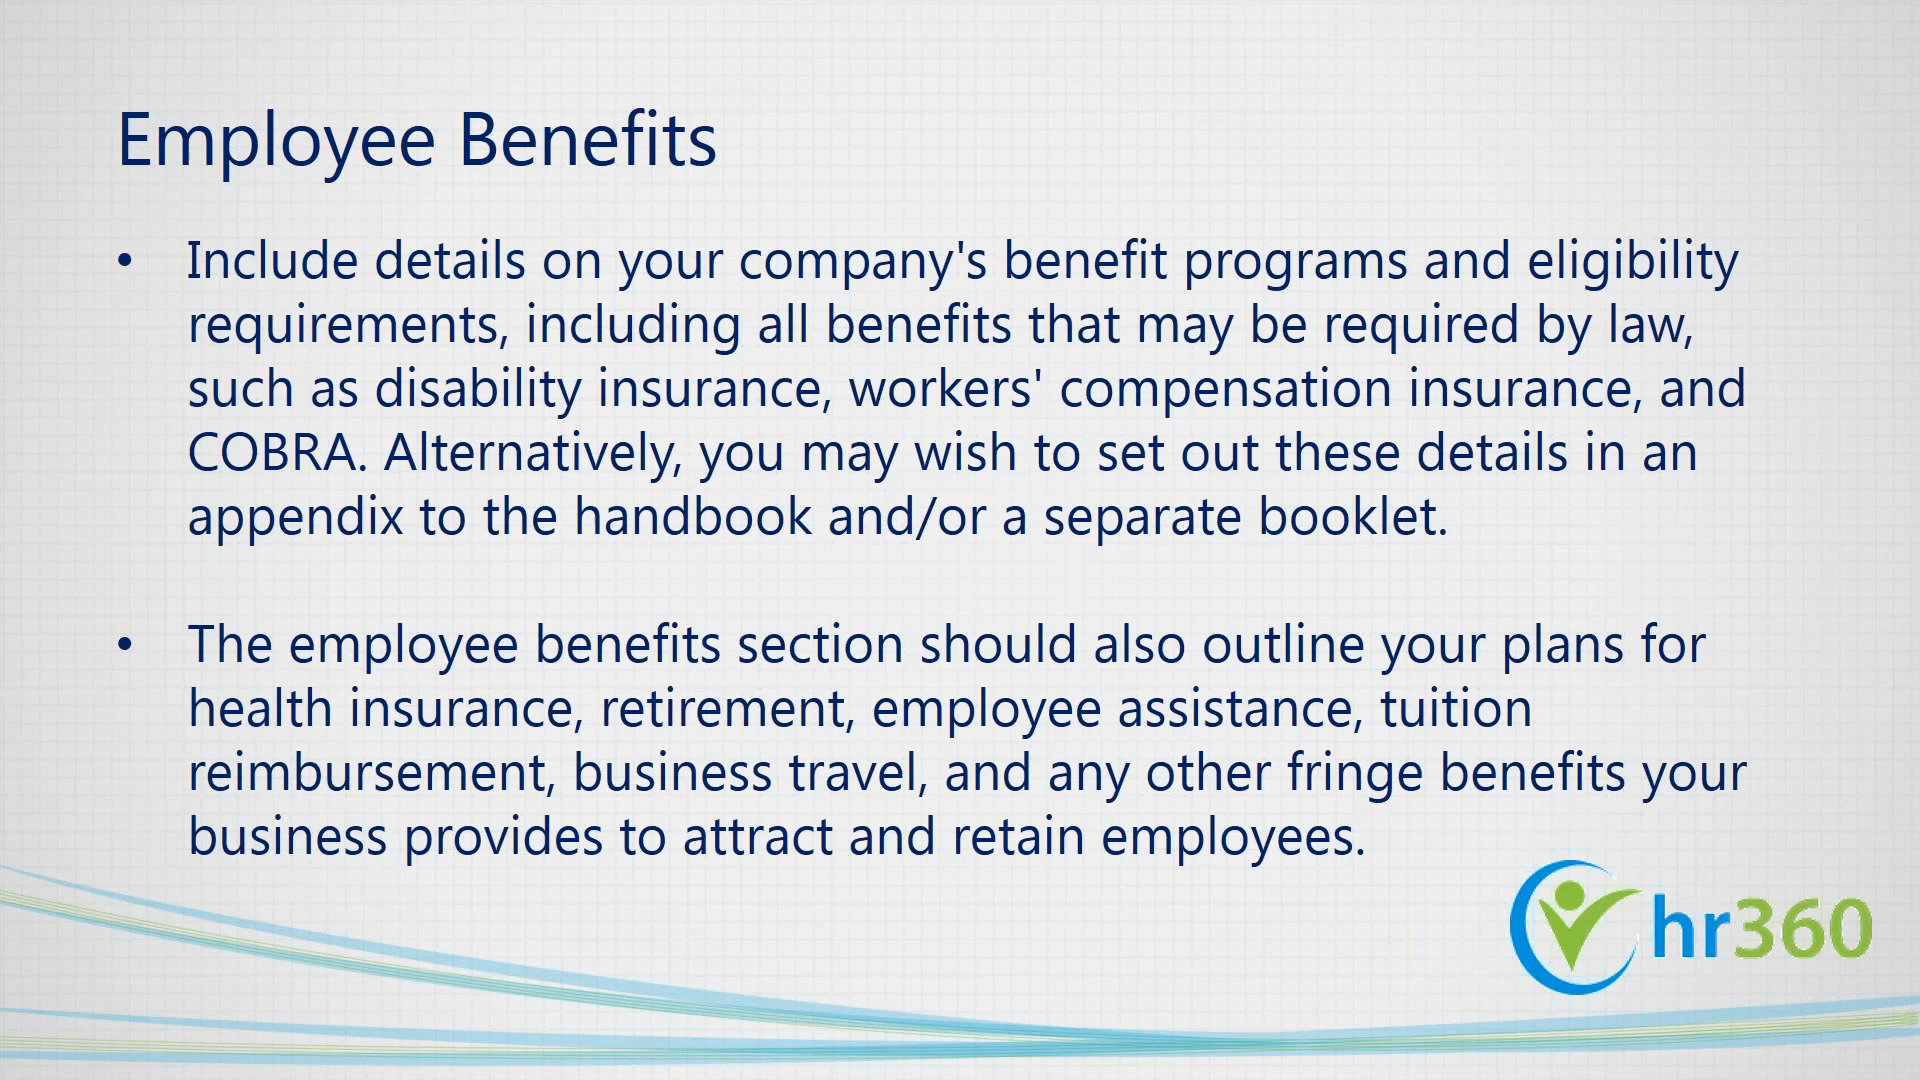 Employee Benefits
• Include details on your company's benefit programs and eligibility
requirements, including all benefits that may be required by law,
such as disability insurance, workers' compensation insurance, and
COBRA. Alternatively, you may wish to set out these details in an
appendix to the handbook and/or a separate booklet.
• The employee benefits section should also outline your plans for
health insurance, retirement, employee assistance, tuition
reimbursement, business travel, and any other fringe benefits your
business provides to attract and retain employees.
hr360